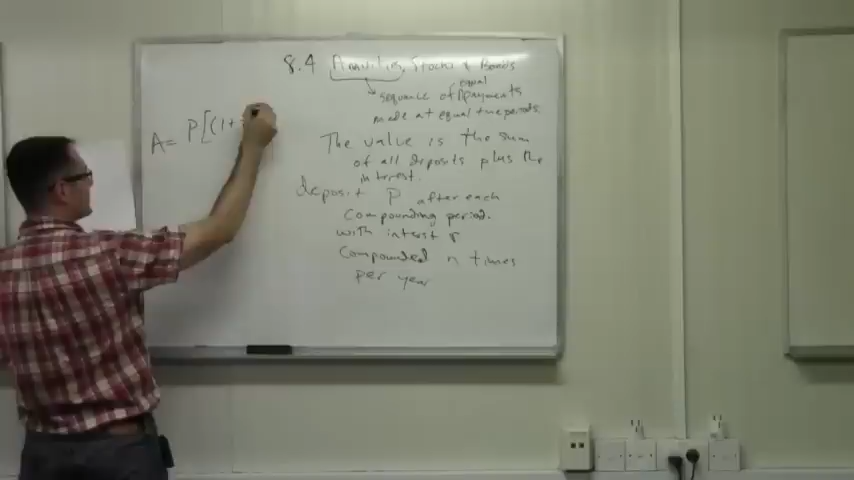 8.4 Annuities, Stocks & Bonds
sequence of equal payments
made at equal time periods.
The value is the sum
of all deposits plus the
interest.
deposit P after each
compounding period.
with interest r
compounded n times
per year
A= P[(1+